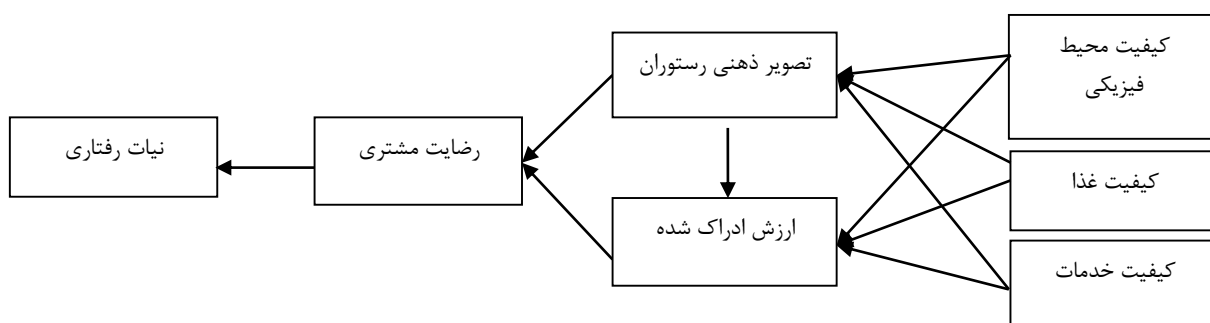 کیفیت محیط
فیزیکی
تصویر ذهنی رستوران
رضایت مشتری
نیات رفتاری
کیفیت غذا
ارزش ادراک شده
کیفیت خدمات